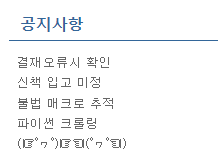 공지사항
결재오류시 확인
신책 입고 미정
불법 매크로 추적
파이썬 크롤링
(☞ﾟヮﾟ)☞☜(ﾟヮﾟ☜)